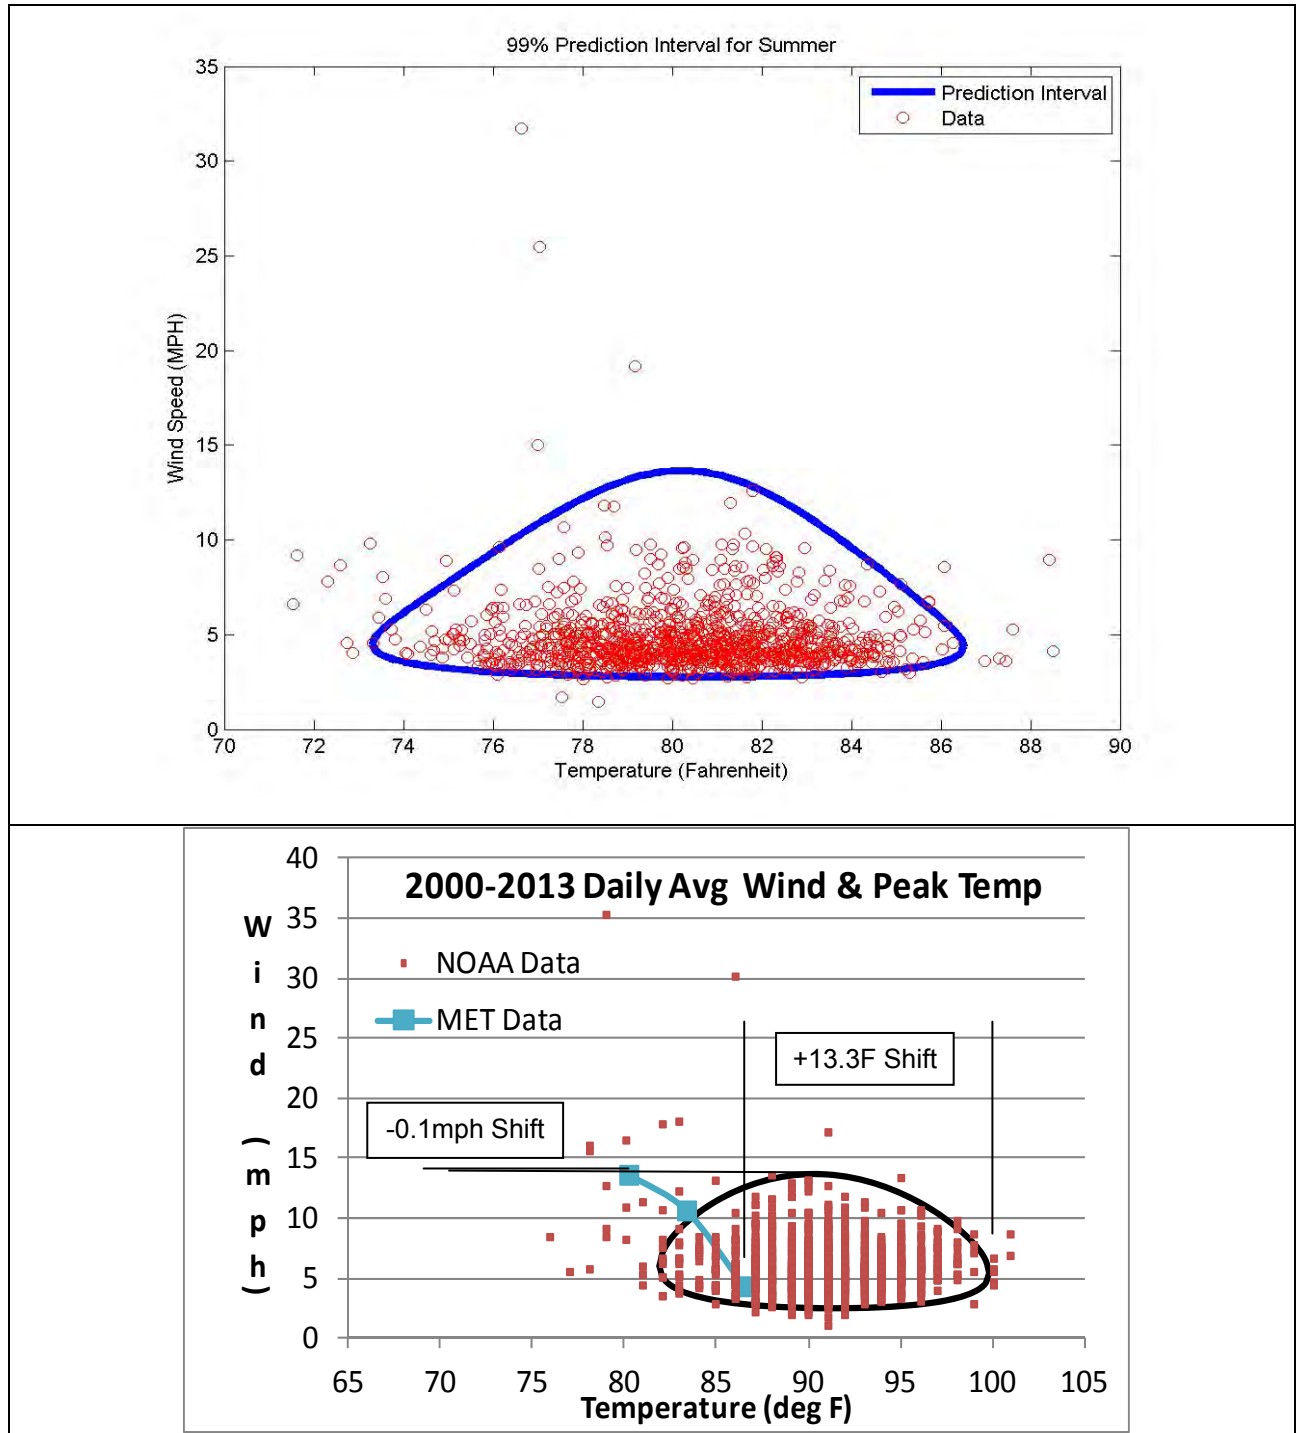 99% Prediction Interval for Summer
35
30
25
20
15
10
5
0
Wind Speed (MPH)
Prediction Interval
Data
70 72 74 76 78 80 82 84 86 88 90
Temperature (Fahrenheit)
2000-2013 Daily Avg Wind & Peak Temp
40
35
30
25
20
15
10
5
0
Wind (mph)
NOAA Data
MET Data
+13.3F Shift
-0.1mph Shift
65 70 75 80 85 90 95 100 105
Temperature (deg F)